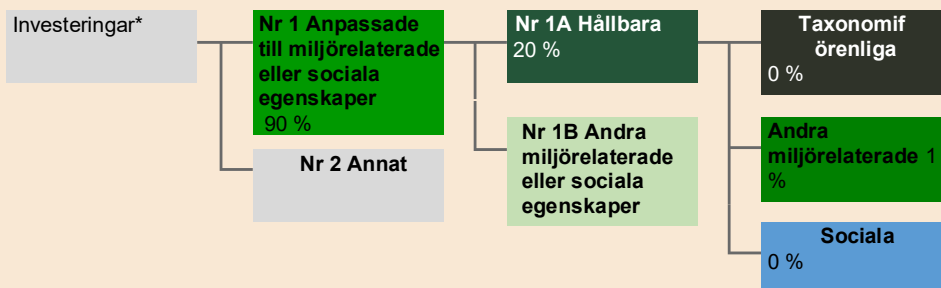 Investeringar*
Nr 1 Anpassade
till miljörelaterade
eller sociala
egenskaper
90 %
Nr 2 Annat
Nr 1A Hållbara
20 %
Nr 1B Andra
miljörelaterade
eller sociala
egenskaper
Taxonomif
örenliga
0 %
Andra
miljörelaterade 1
%
Sociala
0 %